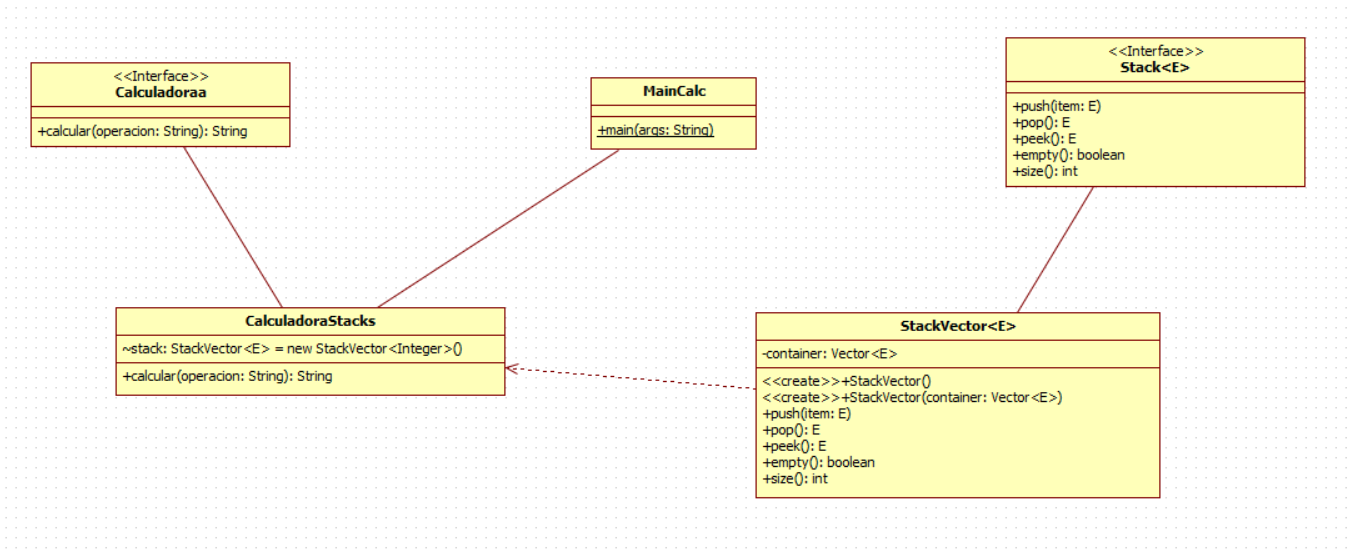 <<Interface>>
Calculadoraa
+calcular(operacion: String): String
MainCalc
+main(args: String)
<<Interface>>
Stack<E>
+push(item: E)
+pop(): E
+peek(): E
+empty(): boolean
+size(): int
CalculadoraStacks
~stack: StackVector<E> = new StackVector<Integer>()
+calcular(operacion: String): String
StackVector<E>
-container: Vector<E>
<<create>>+StackVector()
<<create>>+StackVector(container: Vector<E>)
+push(item: E)
+pop(): E
+peek(): E
+empty(): boolean
+size(): int